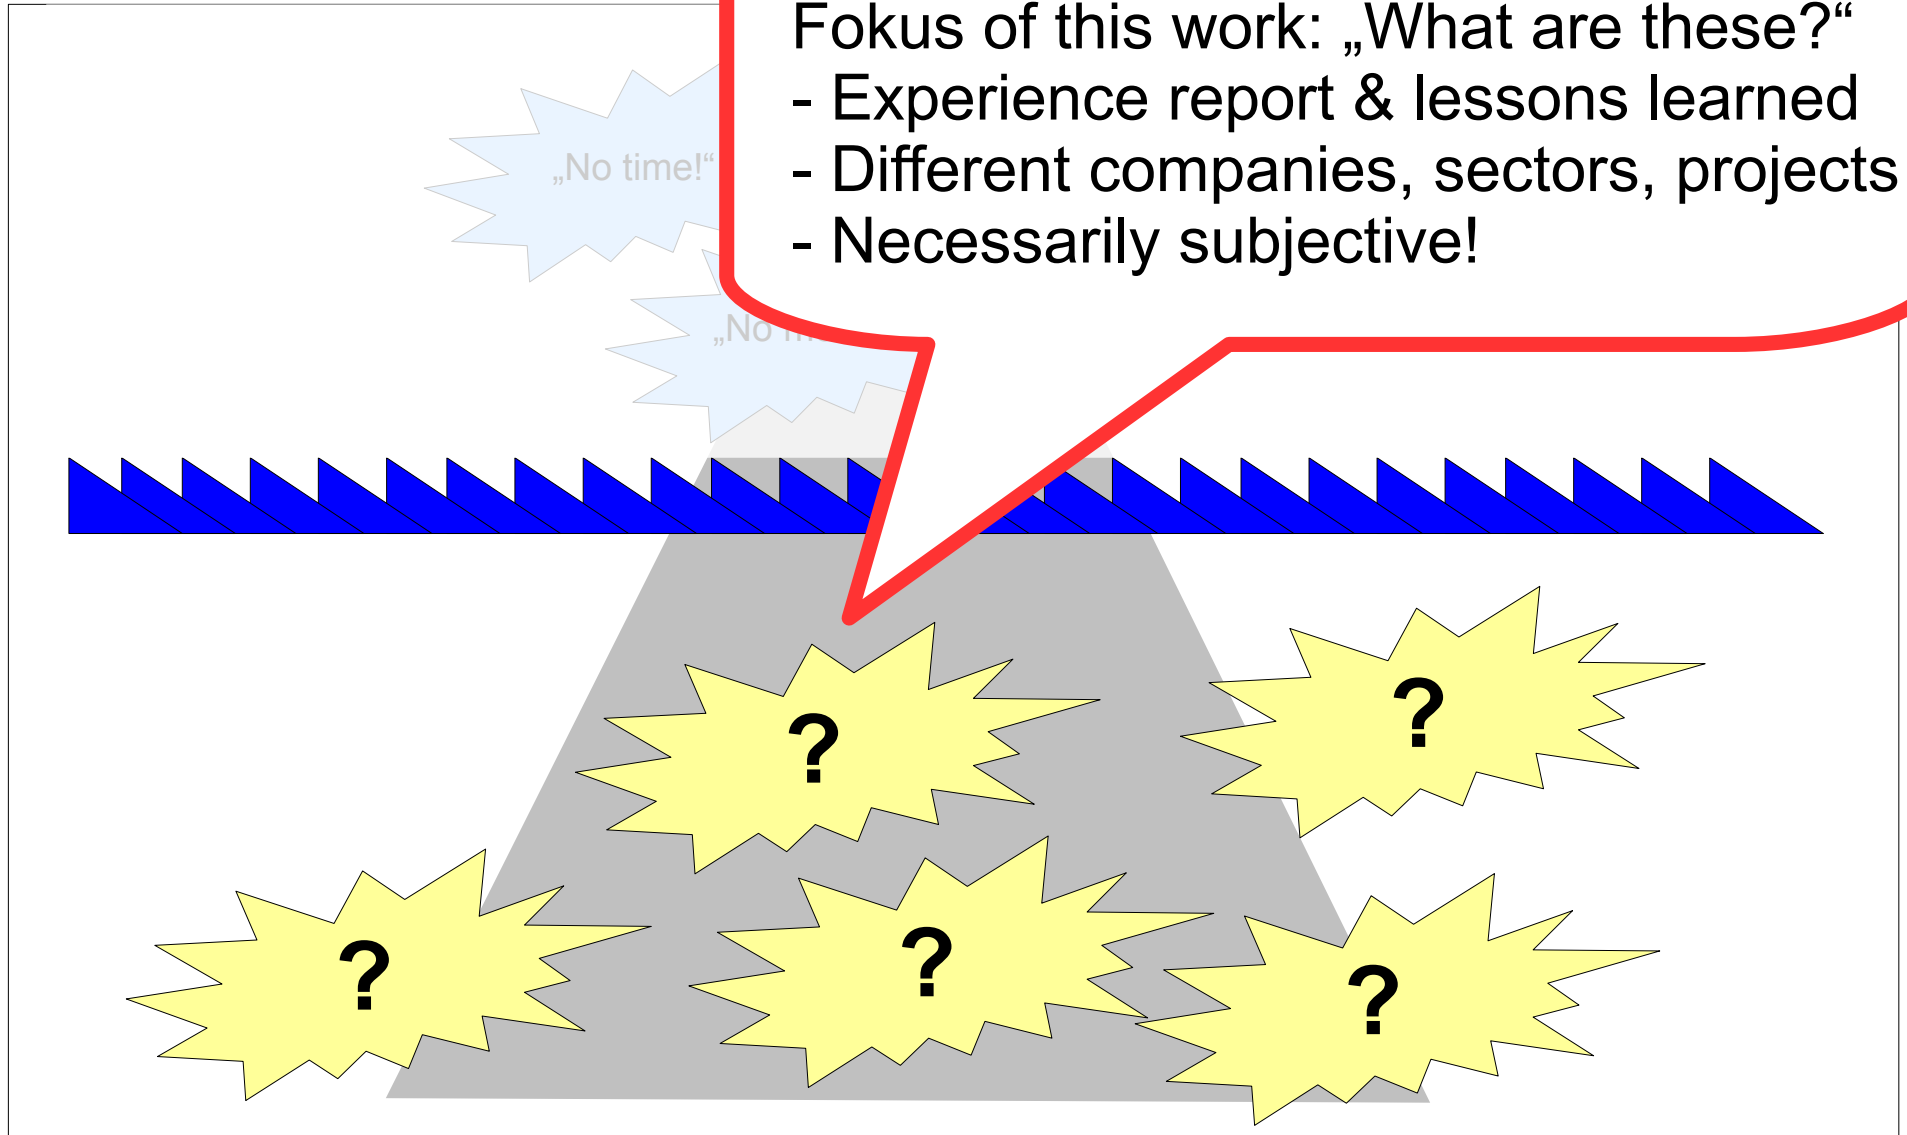 Fokus of this work: „What are these?“
- Experience report & lessons learned
- Different companies, sectors, projects
- Necessarily subjective!
„No time!“
„No
?
?
?
?
?